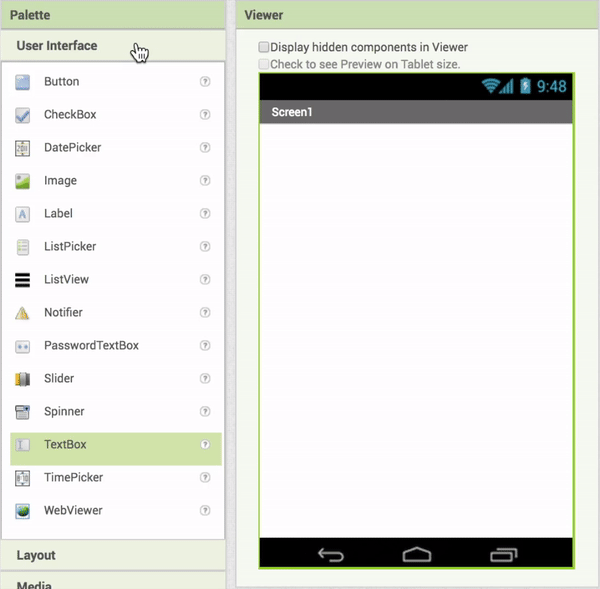 Palette
User Interface
Button
CheckBox
DatePicker
Image
Label
ListPicker
ListView
Notifier
PasswordTextBox
Slider
Spinner
TextBox
TimePicker
WebViewer
Layout
Media
Viewer
Display hidden components in Viewer
Check to see Preview on Tablet size.
9:48
Screen1